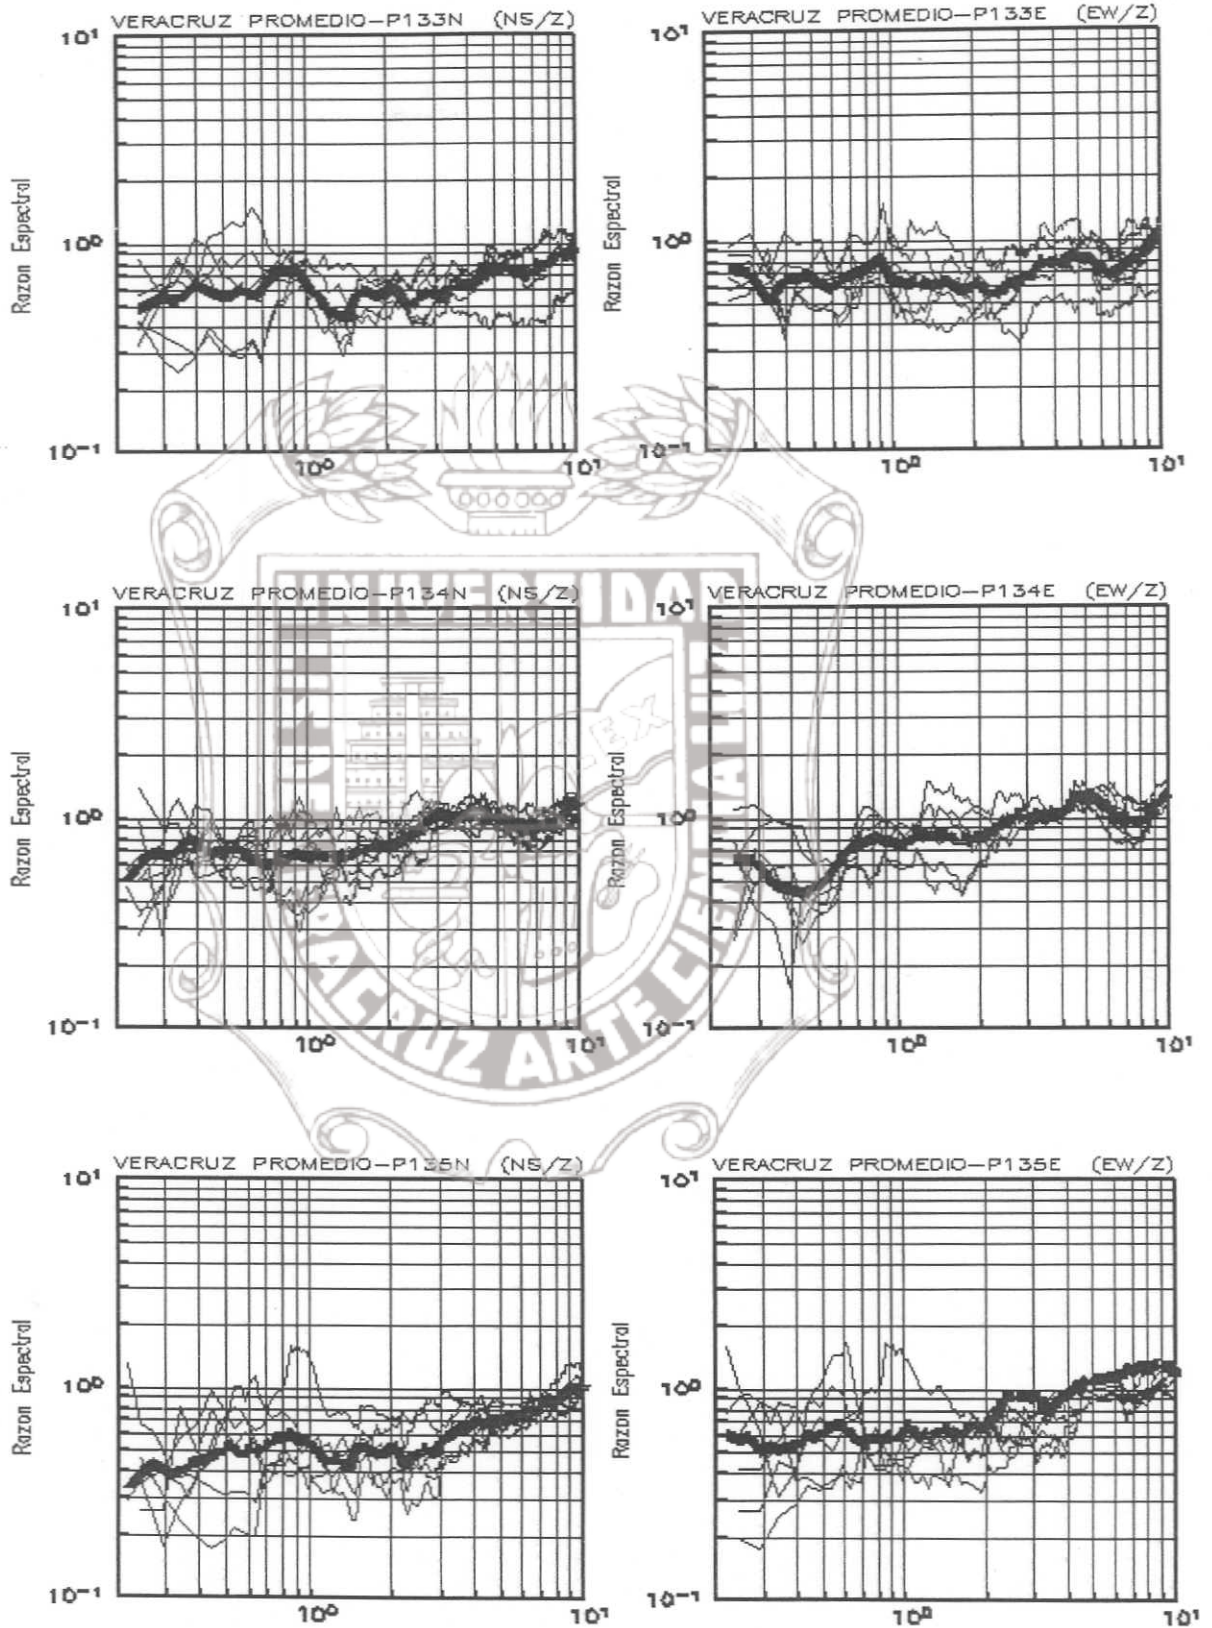 VERACRUZ PROMEDIO-P133N (NS/Z)
VERACRUZ PROMEDIO-P133E (EW/Z)
10¹
10¹
Razon Espectral
Razon Espectral
10⁰
10⁰
10⁻¹
10⁻¹
10⁰
10¹
10⁰
10¹
UNIVERSIDAD
VERACRUZ PROMEDIO-P134N (NS/Z)
VERACRUZ PROMEDIO-P134E (EW/Z)
10¹
10¹
LEX
Razon Espectral
Razon Espectral
10⁰
10⁰
10⁻¹
10⁻¹
10⁰
10¹
10⁰
10¹
VERACRUZ ARTE CIENCIA LUZ
VERACRUZ PROMEDIO-P135N (NS/Z)
VERACRUZ PROMEDIO-P135E (EW/Z)
10¹
10¹
Razon Espectral
Razon Espectral
10⁰
10⁰
10⁻¹
10⁻¹
10⁰
10¹
10⁰
10¹